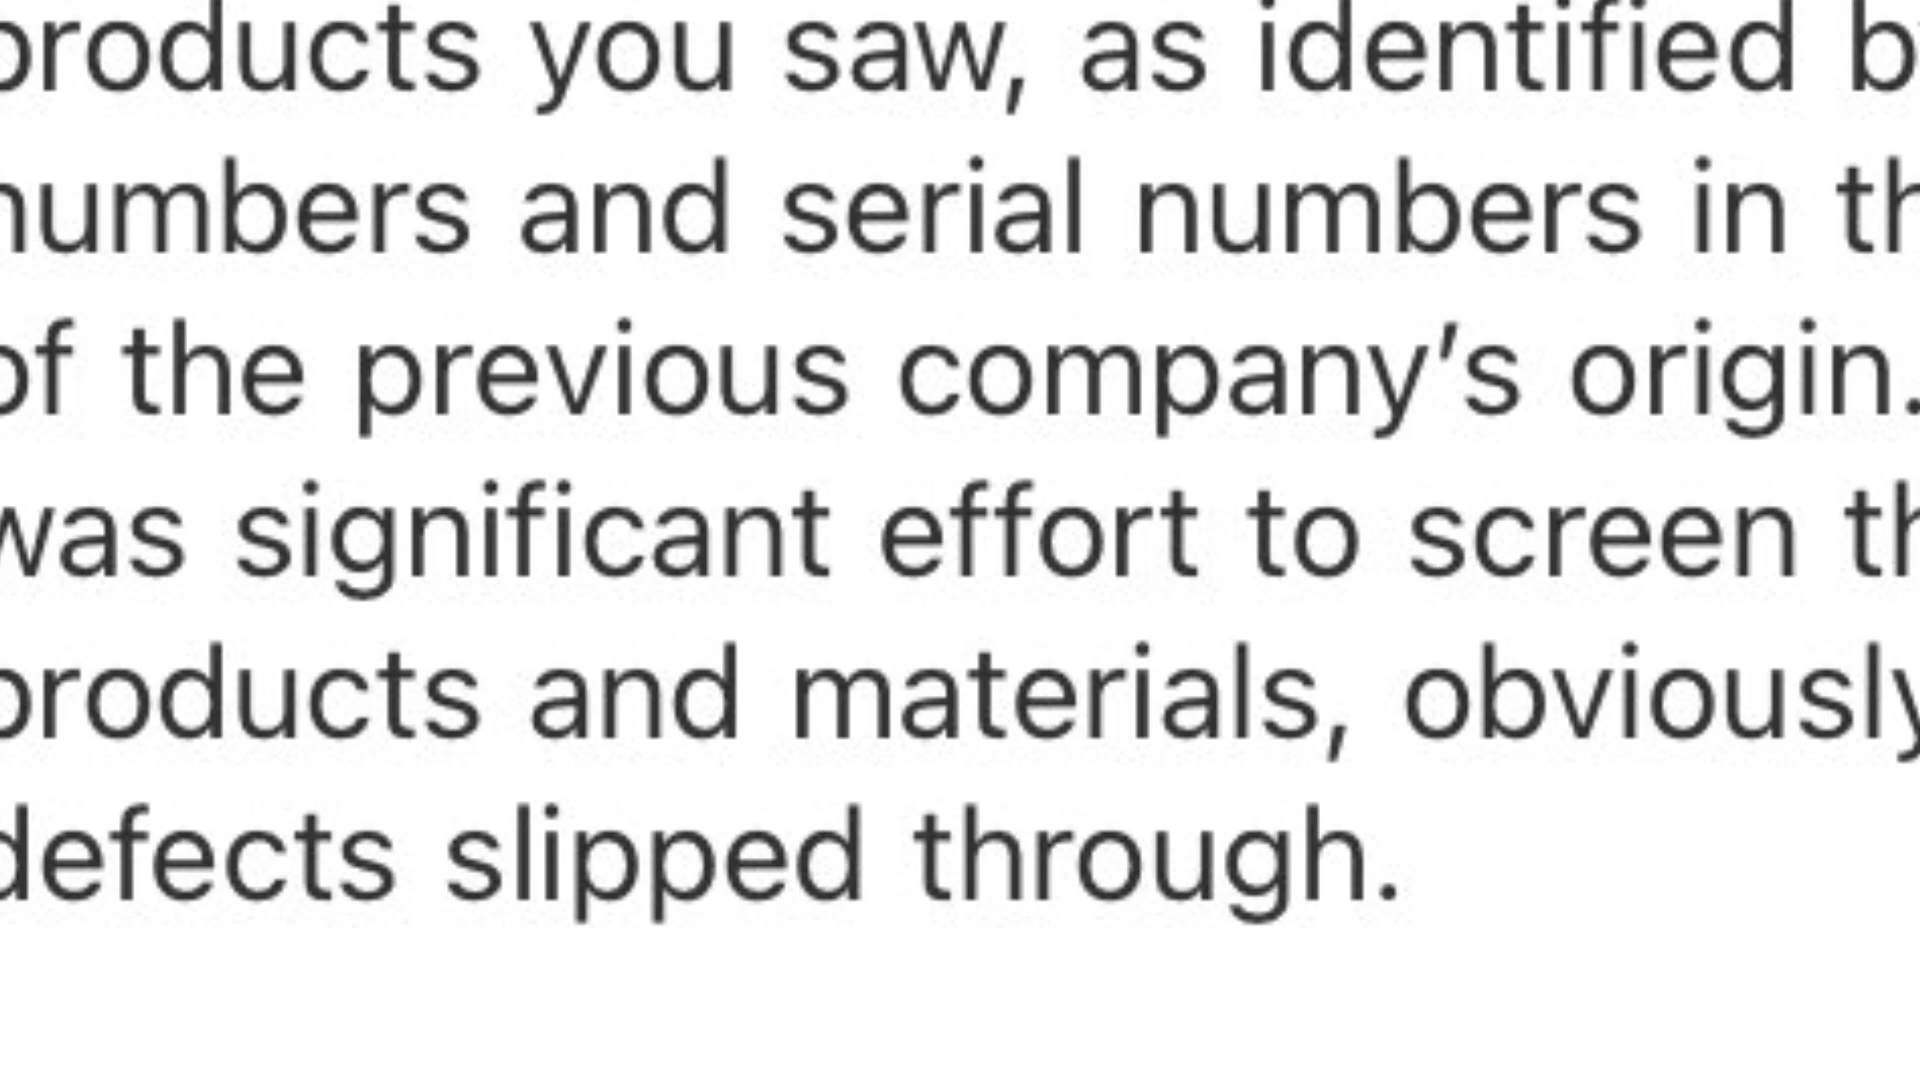 products you saw, as identified by
numbers and serial numbers in th
of the previous company’s origin.
was significant effort to screen th
products and materials, obviously
defects slipped through.